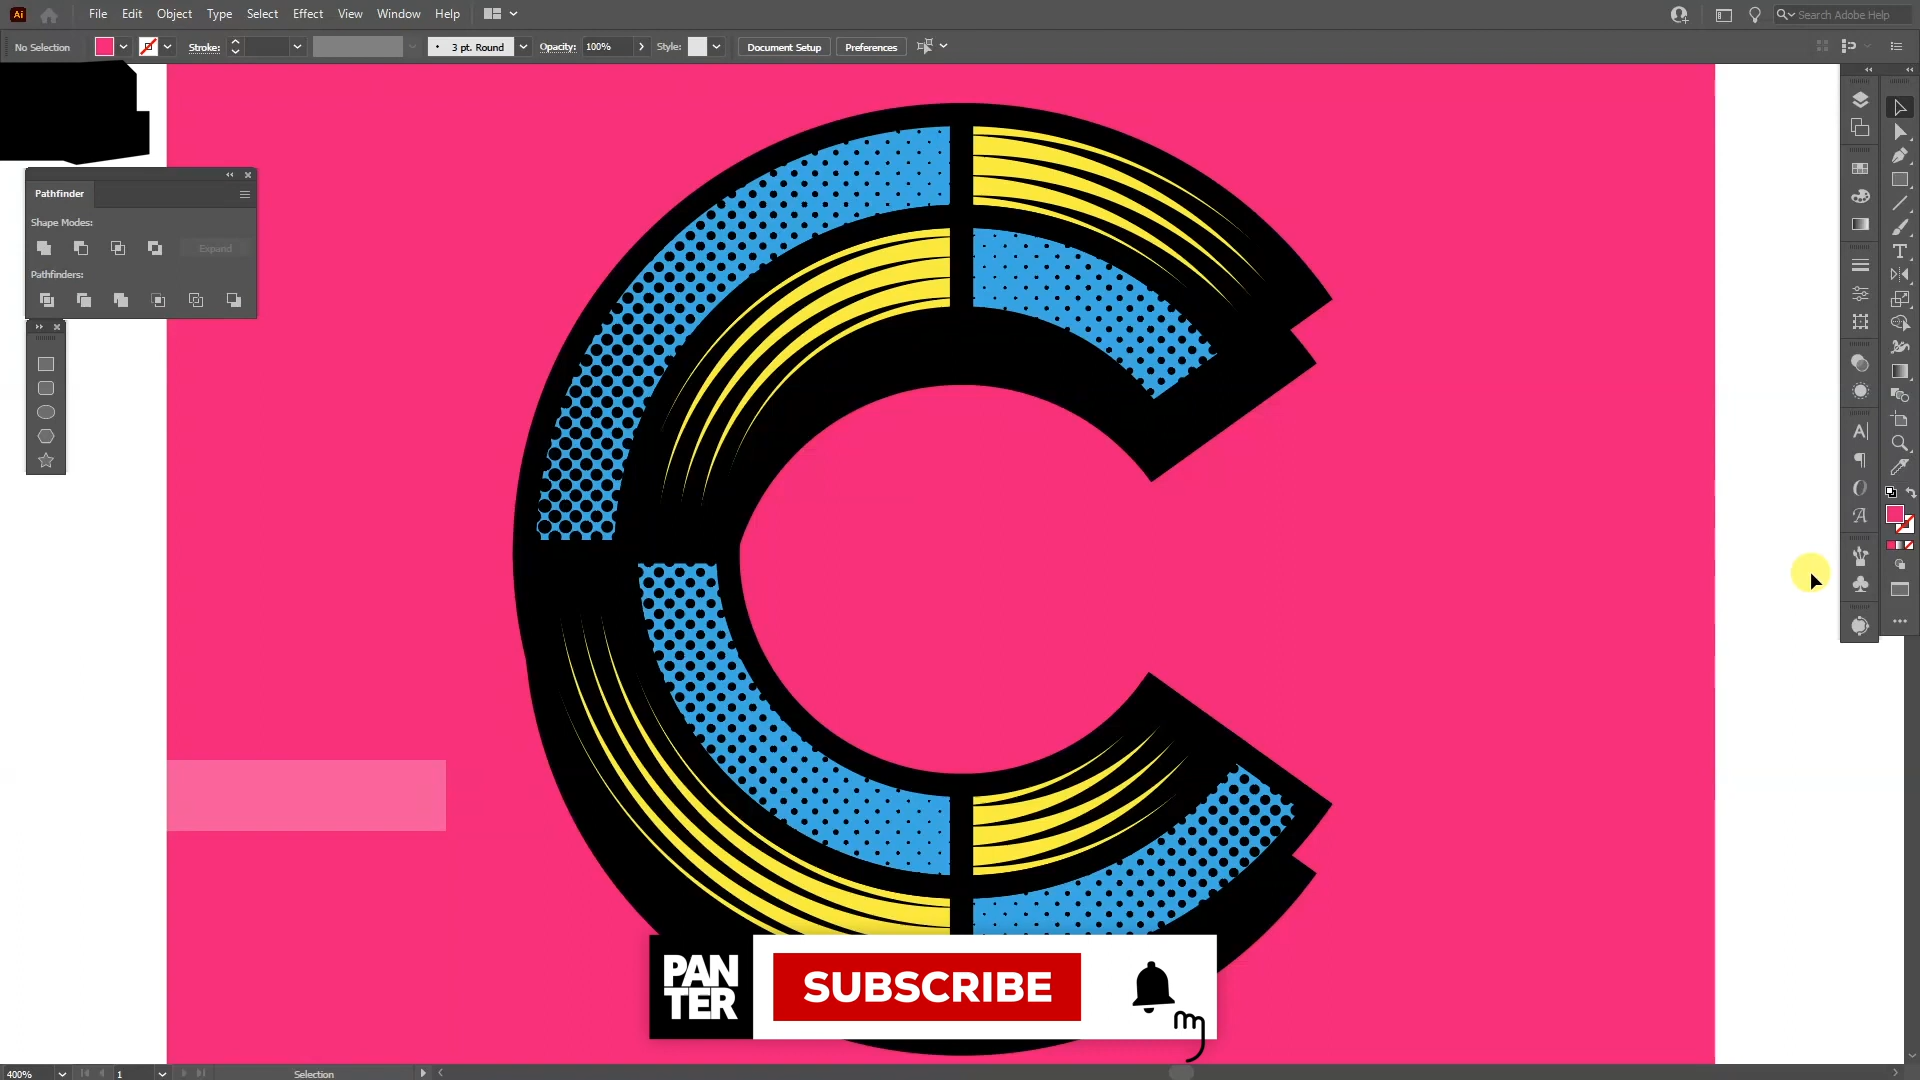 Ai File Edit Object Type Select Effect View Window Help Search Adobe Help
No Selection Stroke: 3 pt. Round Opacity: 100% Style: Document Setup Preferences
Pathfinder
Shape Modes:
Expand
Pathfinders:
C
PAN
TER
SUBSCRIBE
400% 1 Selection